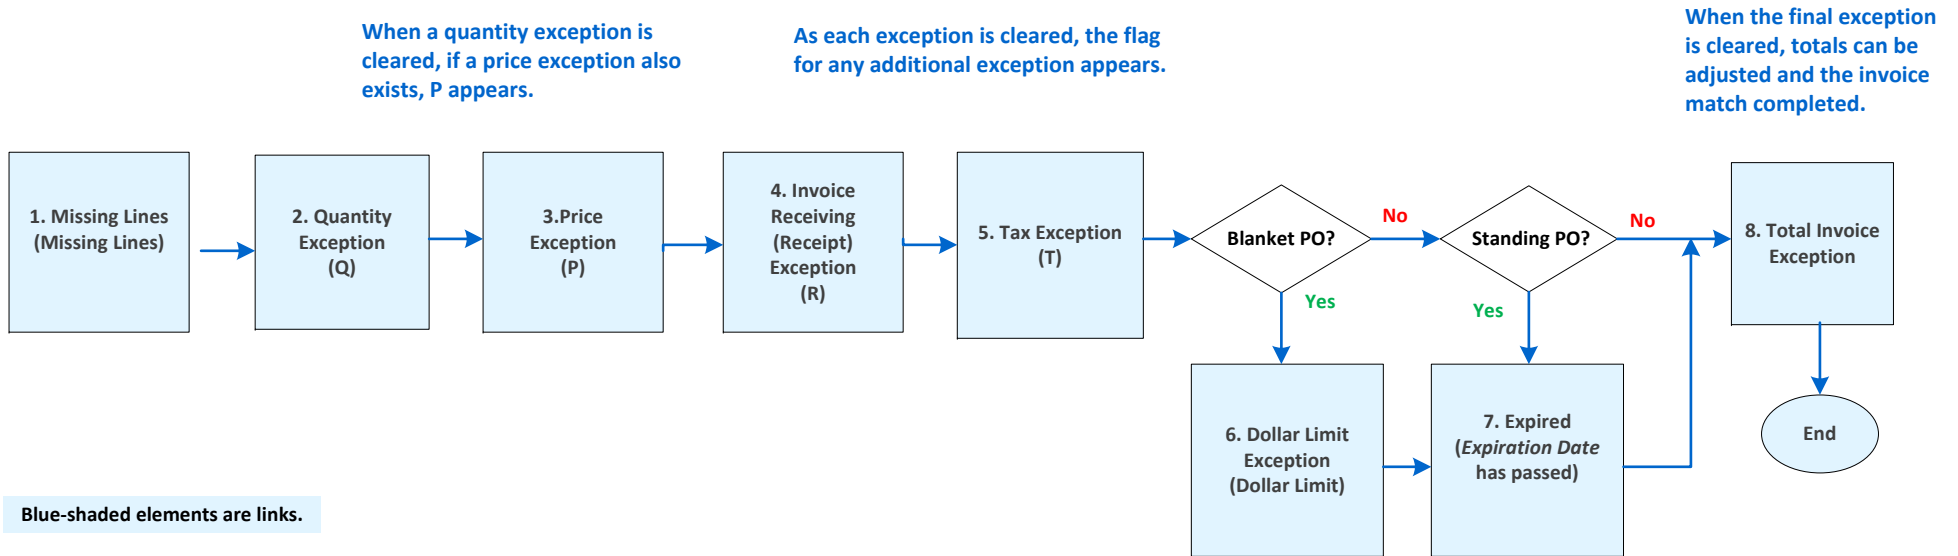 When a quantity exception is
cleared, if a price exception also
exists, P appears.
As each exception is cleared, the flag
for any additional exception appears.
When the final exception
is cleared, totals can be
adjusted and the invoice
match completed.
1. Missing Lines
(Missing Lines)
2. Quantity
Exception
(Q)
3.Price
Exception
(P)
4. Invoice
Receiving
(Receipt)
Exception
(R)
5. Tax Exception
(T)
Blanket PO?
No
Yes
Standing PO?
No
Yes
6. Dollar Limit
Exception
(Dollar Limit)
7. Expired
(Expiration Date
has passed)
8. Total Invoice
Exception
End
Blue-shaded elements are links.